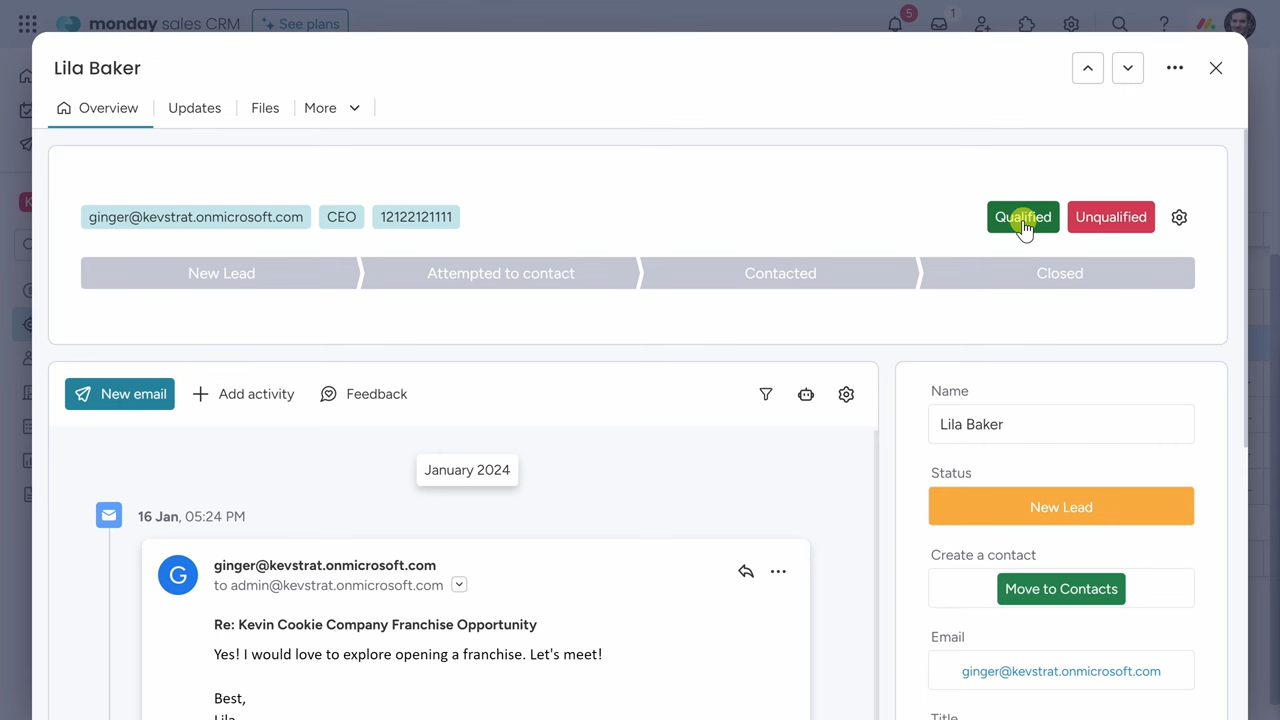 monday sales CRM
See plans
5
1
Lila Baker
Overview
Updates
Files
More
ginger@kevstrat.onmicrosoft.com
CEO
12122121111
Qualified
Unqualified
New Lead
Attempted to contact
Contacted
Closed
New email
Add activity
Feedback
Name
Lila Baker
January 2024
Status
New Lead
16 Jan, 05:24 PM
Create a contact
Move to Contacts
G
ginger@kevstrat.onmicrosoft.com
to admin@kevstrat.onmicrosoft.com
Re: Kevin Cookie Company Franchise Opportunity
Yes! I would love to explore opening a franchise. Let's meet!
Best,
Lila
Email
ginger@kevstrat.onmicrosoft.com
Title